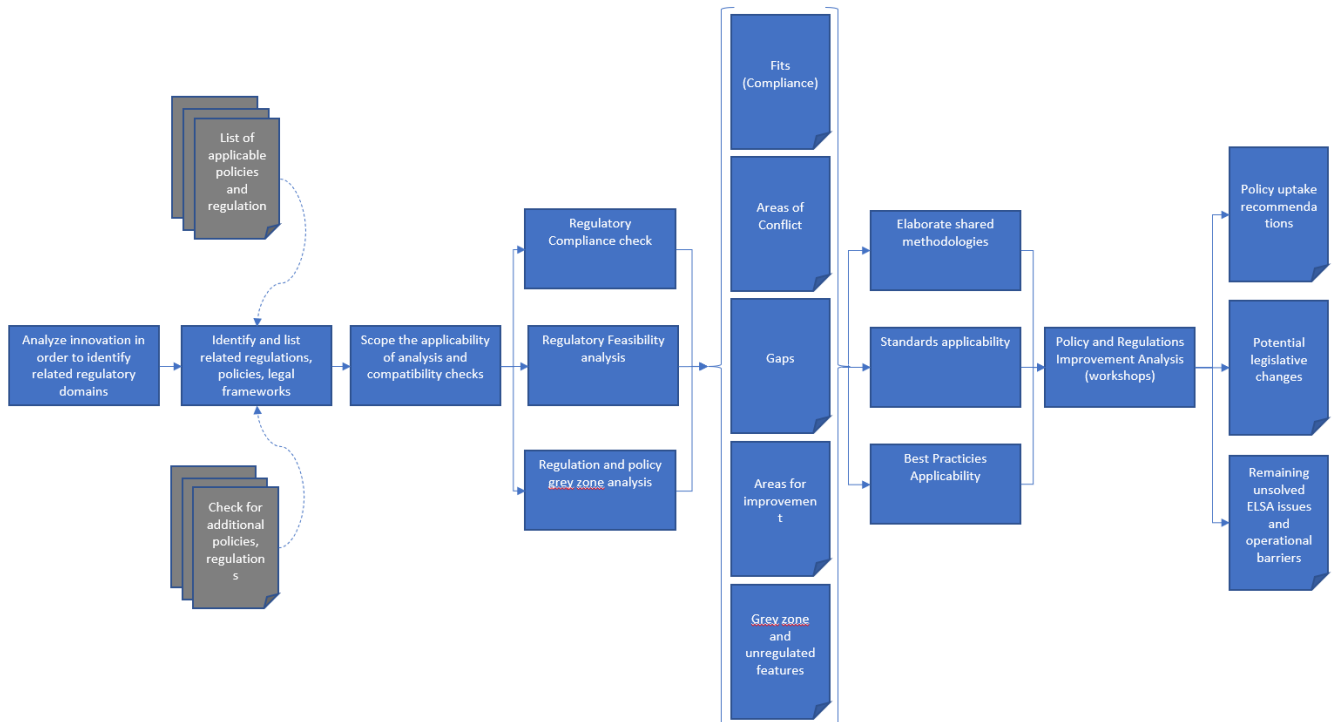 List of
applicable
policies
and
regulation
Check for
additional
policies,
regulation
s
Analyze innovation in
order to identify
related regulatory
domains
Identify and list
related regulations,
policies, legal
frameworks
Scope the applicability
of analysis and
compatibility checks
Regulatory
Compliance check
Regulatory Feasibility
analysis
Regulation and policy
grey zone analysis
Fits
(Compliance)
Areas of
Conflict
Gaps
Areas for
improvemen
t
Grey zone
and
unregulated
features
Elaborate shared
methodologies
Standards applicability
Best Practicies
Applicability
Policy and Regulations
Improvement Analysis
(workshops)
Policy uptake
recommenda
tions
Potential
legislative
changes
Remaining
unsolved
ELSA issues
and
operational
barriers